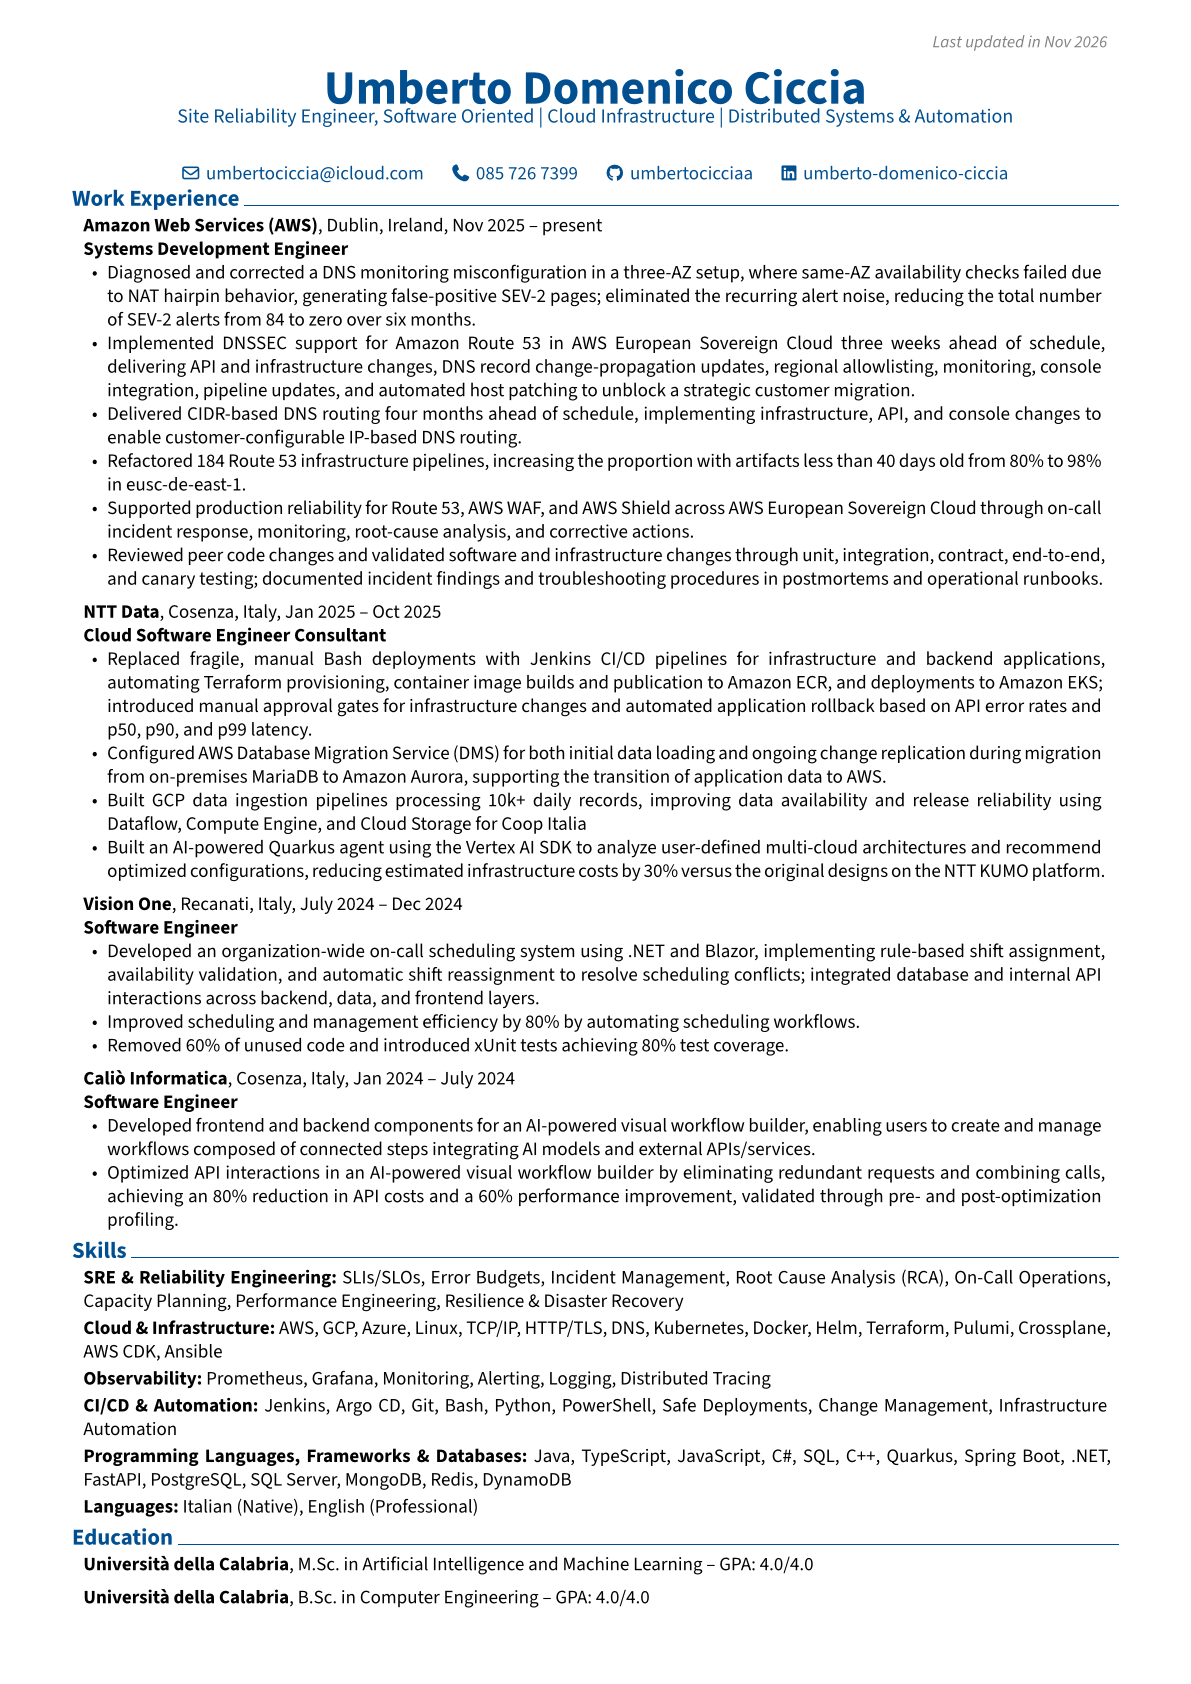 Last updated in Nov 2026
Umberto Domenico Ciccia
Site Reliability Engineer, Software Oriented | Cloud Infrastructure | Distributed Systems & Automation
umbertociccia@icloud.com 085 726 7399 umbertocicciaa umberto-domenico-ciccia
Work Experience
Amazon Web Services (AWS), Dublin, Ireland, Nov 2025 – present
Systems Development Engineer
• Diagnosed and corrected a DNS monitoring misconfiguration in a three-AZ setup, where same-AZ availability checks failed due
to NAT hairpin behavior, generating false-positive SEV-2 pages; eliminated the recurring alert noise, reducing the total number
of SEV-2 alerts from 84 to zero over six months.
• Implemented DNSSEC support for Amazon Route 53 in AWS European Sovereign Cloud three weeks ahead of schedule,
delivering API and infrastructure changes, DNS record change-propagation updates, regional allowlisting, monitoring, console
integration, pipeline updates, and automated host patching to unblock a strategic customer migration.
• Delivered CIDR-based DNS routing four months ahead of schedule, implementing infrastructure, API, and console changes to
enable customer-configurable IP-based DNS routing.
• Refactored 184 Route 53 infrastructure pipelines, increasing the proportion with artifacts less than 40 days old from 80% to 98%
in eusc-de-east-1.
• Supported production reliability for Route 53, AWS WAF, and AWS Shield across AWS European Sovereign Cloud through on-call
incident response, monitoring, root-cause analysis, and corrective actions.
• Reviewed peer code changes and validated software and infrastructure changes through unit, integration, contract, end-to-end,
and canary testing; documented incident findings and troubleshooting procedures in postmortems and operational runbooks.
NTT Data, Cosenza, Italy, Jan 2025 – Oct 2025
Cloud Software Engineer Consultant
• Replaced fragile, manual Bash deployments with Jenkins CI/CD pipelines for infrastructure and backend applications,
automating Terraform provisioning, container image builds and publication to Amazon ECR, and deployments to Amazon EKS;
introduced manual approval gates for infrastructure changes and automated application rollback based on API error rates and
p50, p90, and p99 latency.
• Configured AWS Database Migration Service (DMS) for both initial data loading and ongoing change replication during migration
from on-premises MariaDB to Amazon Aurora, supporting the transition of application data to AWS.
• Built GCP data ingestion pipelines processing 10k+ daily records, improving data availability and release reliability using
Dataflow, Compute Engine, and Cloud Storage for Coop Italia
• Built an AI-powered Quarkus agent using the Vertex AI SDK to analyze user-defined multi-cloud architectures and recommend
optimized configurations, reducing estimated infrastructure costs by 30% versus the original designs on the NTT KUMO platform.
Vision One, Recanati, Italy, July 2024 – Dec 2024
Software Engineer
• Developed an organization-wide on-call scheduling system using .NET and Blazor, implementing rule-based shift assignment,
availability validation, and automatic shift reassignment to resolve scheduling conflicts; integrated database and internal API
interactions across backend, data, and frontend layers.
• Improved scheduling and management efficiency by 80% by automating scheduling workflows.
• Removed 60% of unused code and introduced xUnit tests achieving 80% test coverage.
Caliò Informatica, Cosenza, Italy, Jan 2024 – July 2024
Software Engineer
• Developed frontend and backend components for an AI-powered visual workflow builder, enabling users to create and manage
workflows composed of connected steps integrating AI models and external APIs/services.
• Optimized API interactions in an AI-powered visual workflow builder by eliminating redundant requests and combining calls,
achieving an 80% reduction in API costs and a 60% performance improvement, validated through pre- and post-optimization
profiling.
Skills
SRE & Reliability Engineering: SLIs/SLOs, Error Budgets, Incident Management, Root Cause Analysis (RCA), On-Call Operations,
Capacity Planning, Performance Engineering, Resilience & Disaster Recovery
Cloud & Infrastructure: AWS, GCP, Azure, Linux, TCP/IP, HTTP/TLS, DNS, Kubernetes, Docker, Helm, Terraform, Pulumi, Crossplane,
AWS CDK, Ansible
Observability: Prometheus, Grafana, Monitoring, Alerting, Logging, Distributed Tracing
CI/CD & Automation: Jenkins, Argo CD, Git, Bash, Python, PowerShell, Safe Deployments, Change Management, Infrastructure
Automation
Programming Languages, Frameworks & Databases: Java, TypeScript, JavaScript, C#, SQL, C++, Quarkus, Spring Boot, .NET,
FastAPI, PostgreSQL, SQL Server, MongoDB, Redis, DynamoDB
Languages: Italian (Native), English (Professional)
Education
Università della Calabria, M.Sc. in Artificial Intelligence and Machine Learning – GPA: 4.0/4.0
Università della Calabria, B.Sc. in Computer Engineering – GPA: 4.0/4.0